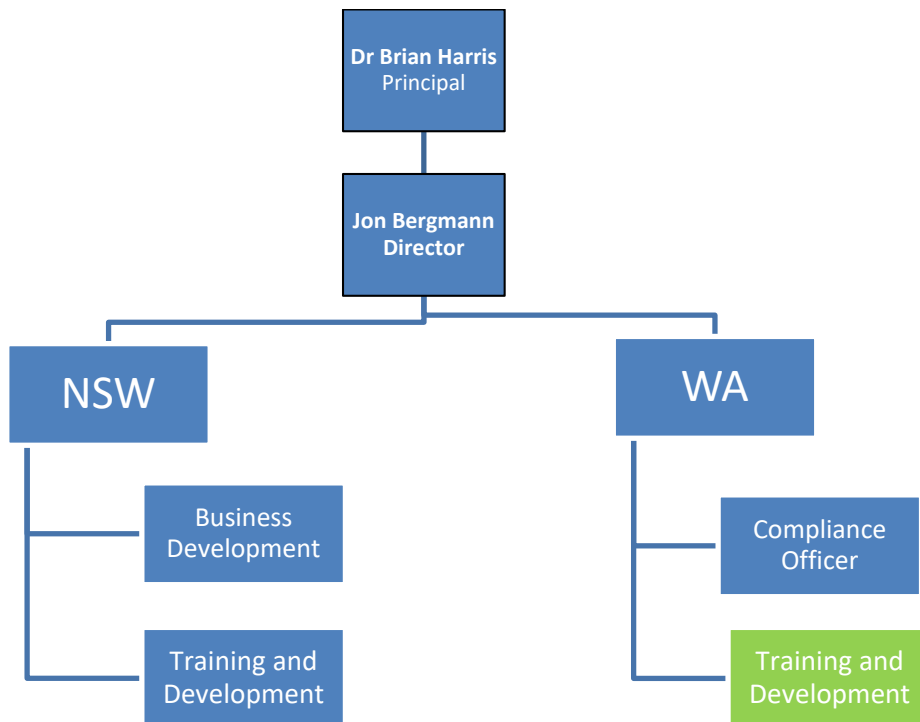 Dr Brian Harris
Principal
Jon Bergmann
Director
NSW
WA
Business
Development
Compliance
Officer
Training and
Development
Training and
Development